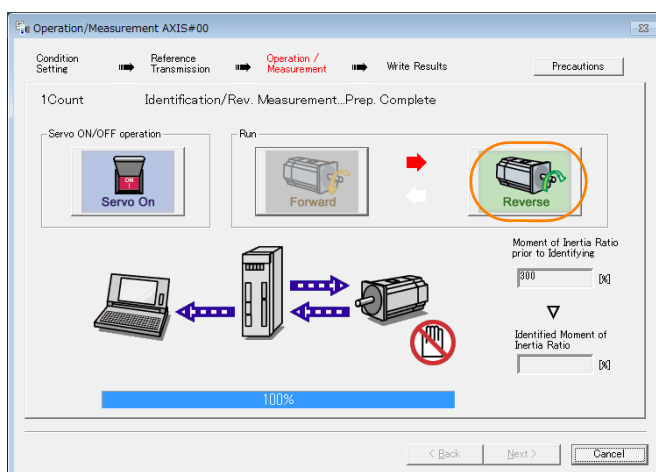 Operation/Measurement AXIS#00
Condition Setting
Reference Transmission
Operation / Measurement
Write Results
Precautions
1Count Identification/Rev. Measurement...Prep. Complete
Servo ON/OFF operation
Run
ON
I
Servo On
Forward
Reverse
Moment of Inertia Ratio
prior to Identifying
300 [%]
Identified Moment of
Inertia Ratio
[%]
100%
< Back
Next >
Cancel